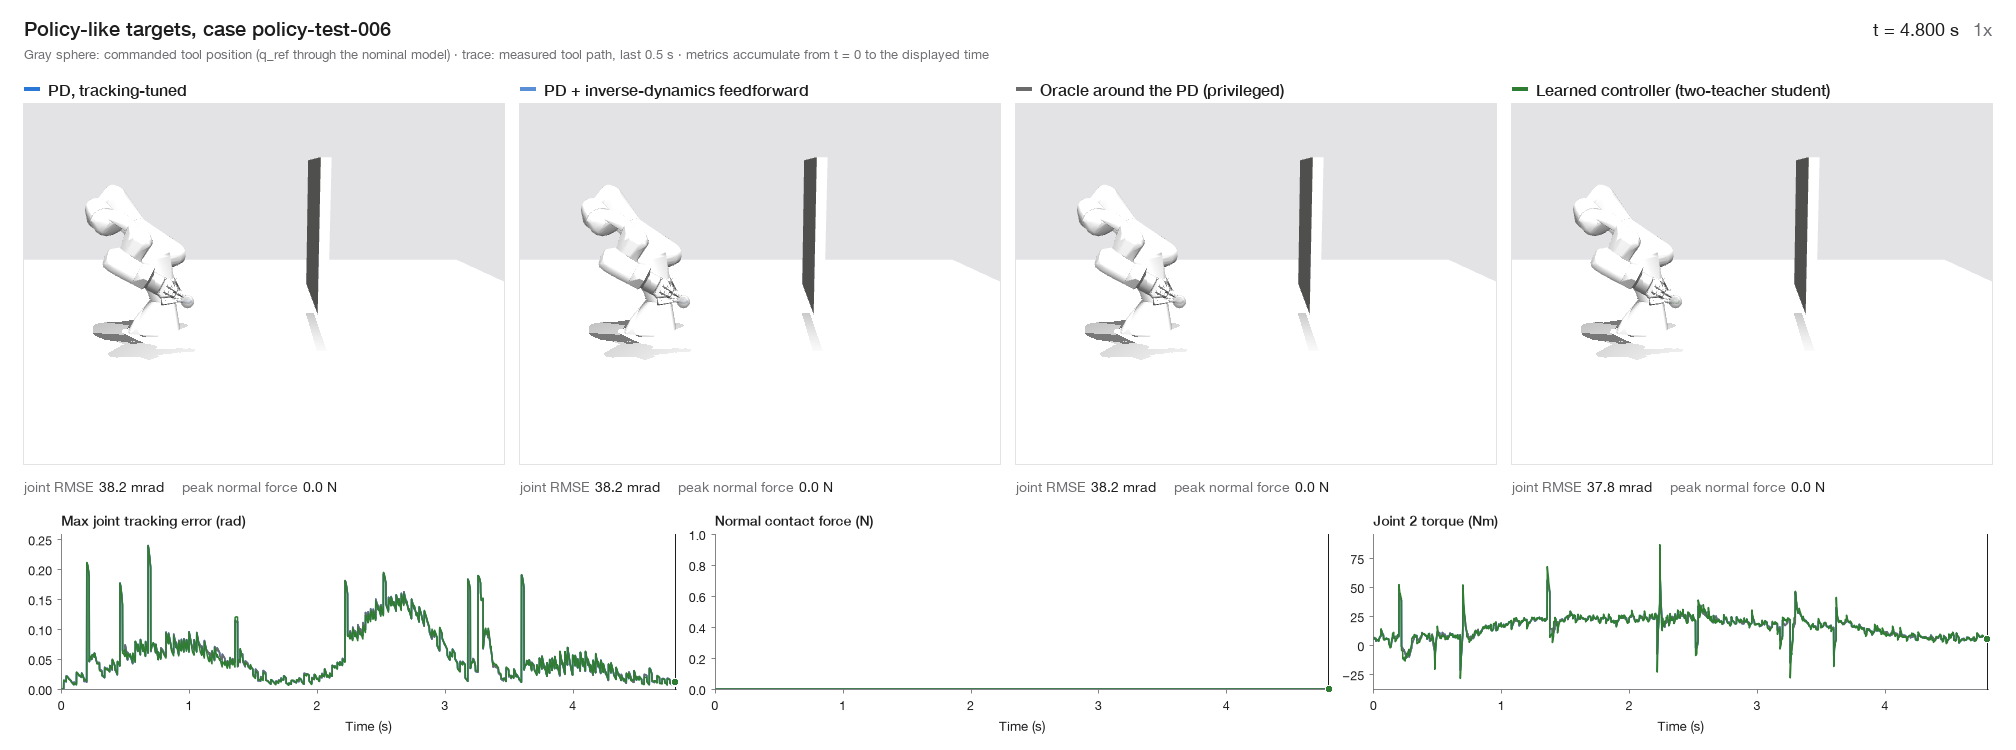 Policy-like targets, case policy-test-006
t = 4.800 s 1x
Gray sphere: commanded tool position (q_ref through the nominal model) · trace: measured tool path, last 0.5 s · metrics accumulate from t = 0 to the displayed time
PD, tracking-tuned
PD + inverse-dynamics feedforward
Oracle around the PD (privileged)
Learned controller (two-teacher student)
joint RMSE 38.2 mrad peak normal force 0.0 N
joint RMSE 38.2 mrad peak normal force 0.0 N
joint RMSE 38.2 mrad peak normal force 0.0 N
joint RMSE 37.8 mrad peak normal force 0.0 N
Max joint tracking error (rad)
0.25
0.20
0.15
0.10
0.05
0.00
0 1 2 3 4
Time (s)
Normal contact force (N)
1.0
0.8
0.6
0.4
0.2
0.0
0 1 2 3 4
Time (s)
Joint 2 torque (Nm)
75
50
25
0
−25
0 1 2 3 4
Time (s)